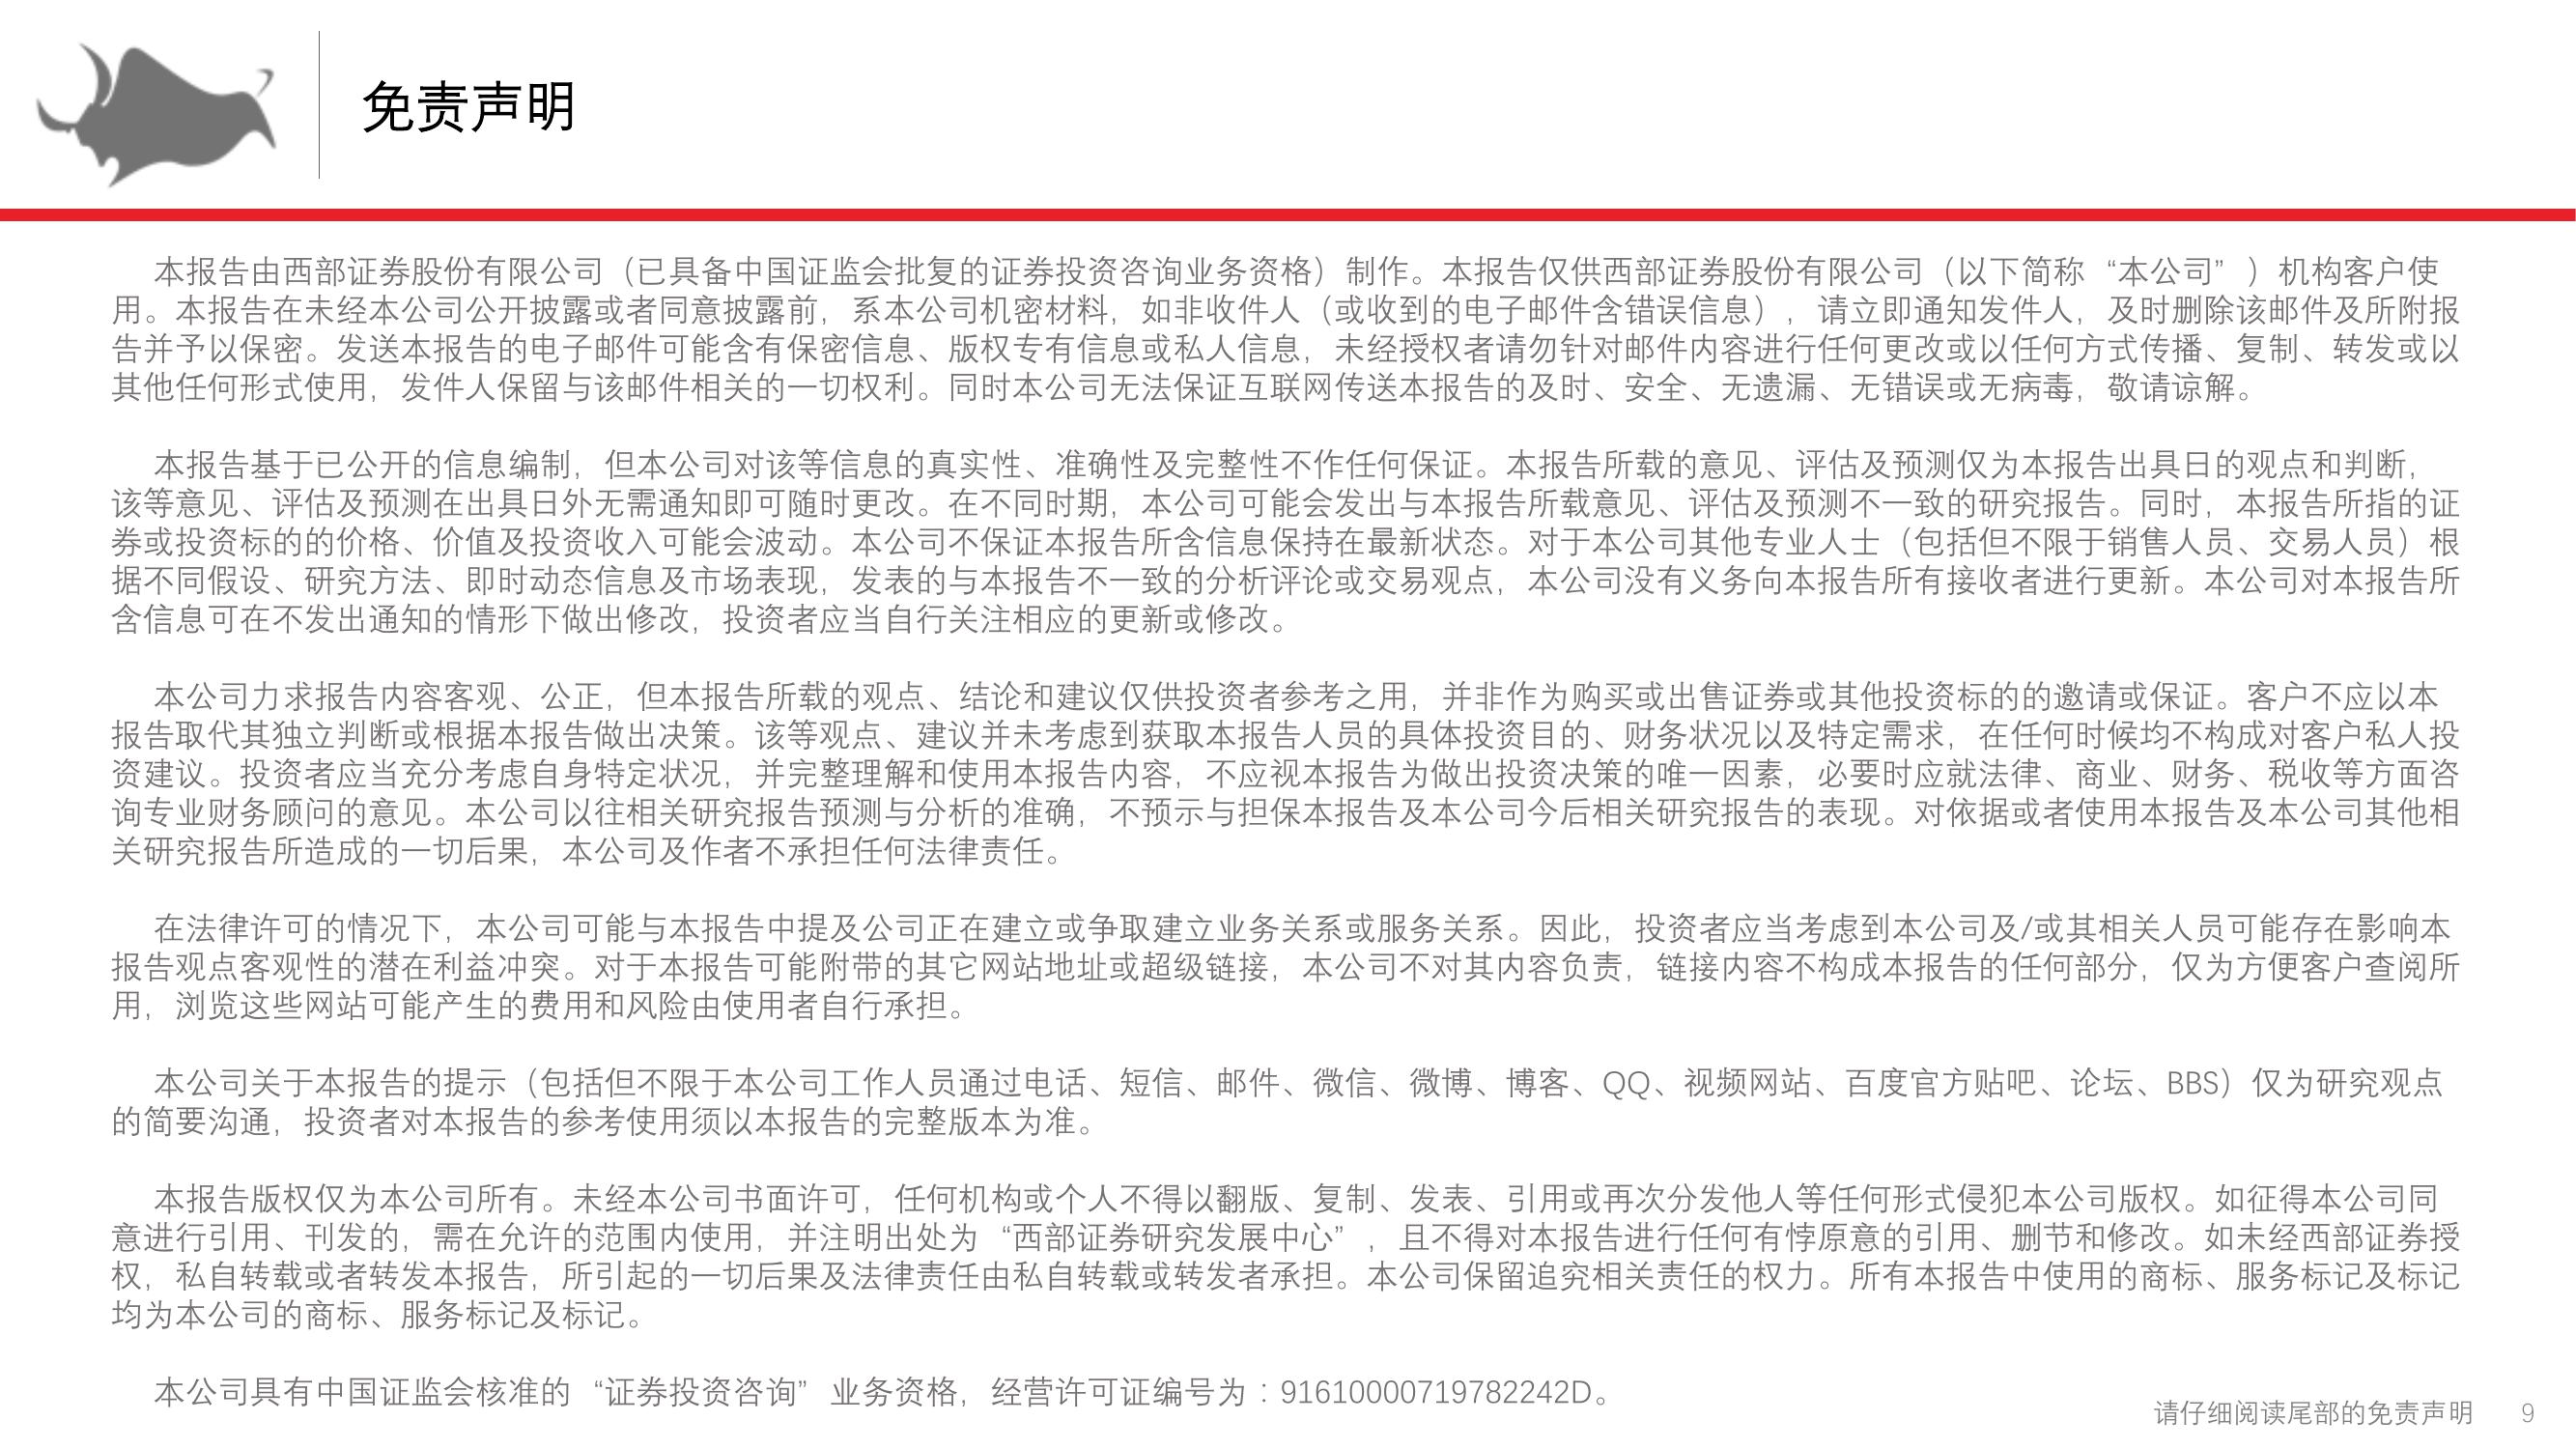 免责声明
本报告由西部证券股份有限公司（已具备中国证监会批复的证券投资咨询业务资格）制作。本报告仅供西部证券股份有限公司（以下简称“本公司”）机构客户使
用。本报告在未经本公司公开披露或者同意披露前，系本公司机密材料，如非收件人（或收到的电子邮件含错误信息），请立即通知发件人，及时删除该邮件及所附报
告并予以保密。发送本报告的电子邮件可能含有保密信息、版权专有信息或私人信息，未经授权者请勿针对邮件内容进行任何更改或以任何方式传播、复制、转发或以
其他任何形式使用，发件人保留与该邮件相关的一切权利。同时本公司无法保证互联网传送本报告的及时、安全、无遗漏、无错误或无病毒，敬请谅解。
本报告基于已公开的信息编制，但本公司对该等信息的真实性、准确性及完整性不作任何保证。本报告所载的意见、评估及预测仅为本报告出具日的观点和判断，
该等意见、评估及预测在出具日外无需通知即可随时更改。在不同时期，本公司可能会发出与本报告所载意见、评估及预测不一致的研究报告。同时，本报告所指的证
券或投资标的的价格、价值及投资收入可能会波动。本公司不保证本报告所含信息保持在最新状态。对于本公司其他专业人士（包括但不限于销售人员、交易人员）根
据不同假设、研究方法、即时动态信息及市场表现，发表的与本报告不一致的分析评论或交易观点，本公司没有义务向本报告所有接收者进行更新。本公司对本报告所
含信息可在不发出通知的情形下做出修改，投资者应当自行关注相应的更新或修改。
本公司力求报告内容客观、公正，但本报告所载的观点、结论和建议仅供投资者参考之用，并非作为购买或出售证券或其他投资标的的邀请或保证。客户不应以本
报告取代其独立判断或根据本报告做出决策。该等观点、建议并未考虑到获取本报告人员的具体投资目的、财务状况以及特定需求，在任何时候均不构成对客户私人投
资建议。投资者应当充分考虑自身特定状况，并完整理解和使用本报告内容，不应视本报告为做出投资决策的唯一因素，必要时应就法律、商业、财务、税收等方面咨
询专业财务顾问的意见。本公司以往相关研究报告预测与分析的准确，不预示与担保本报告及本公司今后相关研究报告的表现。对依据或者使用本报告及本公司其他相
关研究报告所造成的一切后果，本公司及作者不承担任何法律责任。
在法律许可的情况下，本公司可能与本报告中提及公司正在建立或争取建立业务关系或服务关系。因此，投资者应当考虑到本公司及/或其相关人员可能存在影响本
报告观点客观性的潜在利益冲突。对于本报告可能附带的其它网站地址或超级链接，本公司不对其内容负责，链接内容不构成本报告的任何部分，仅为方便客户查阅所
用，浏览这些网站可能产生的费用和风险由使用者自行承担。
本公司关于本报告的提示（包括但不限于本公司工作人员通过电话、短信、邮件、微信、微博、博客、QQ、视频网站、百度官方贴吧、论坛、BBS）仅为研究观点
的简要沟通，投资者对本报告的参考使用须以本报告的完整版本为准。
本报告版权仅为本公司所有。未经本公司书面许可，任何机构或个人不得以翻版、复制、发表、引用或再次分发他人等任何形式侵犯本公司版权。如征得本公司同
意进行引用、刊发的，需在允许的范围内使用，并注明出处为“西部证券研究发展中心”，且不得对本报告进行任何有悖原意的引用、删节和修改。如未经西部证券授
权，私自转载或者转发本报告，所引起的一切后果及法律责任由私自转载或转发者承担。本公司保留追究相关责任的权力。所有本报告中使用的商标、服务标记及标记
均为本公司的商标、服务标记及标记。
本公司具有中国证监会核准的“证券投资咨询”业务资格，经营许可证编号为：91610000719782242D。
请仔细阅读尾部的免责声明 9